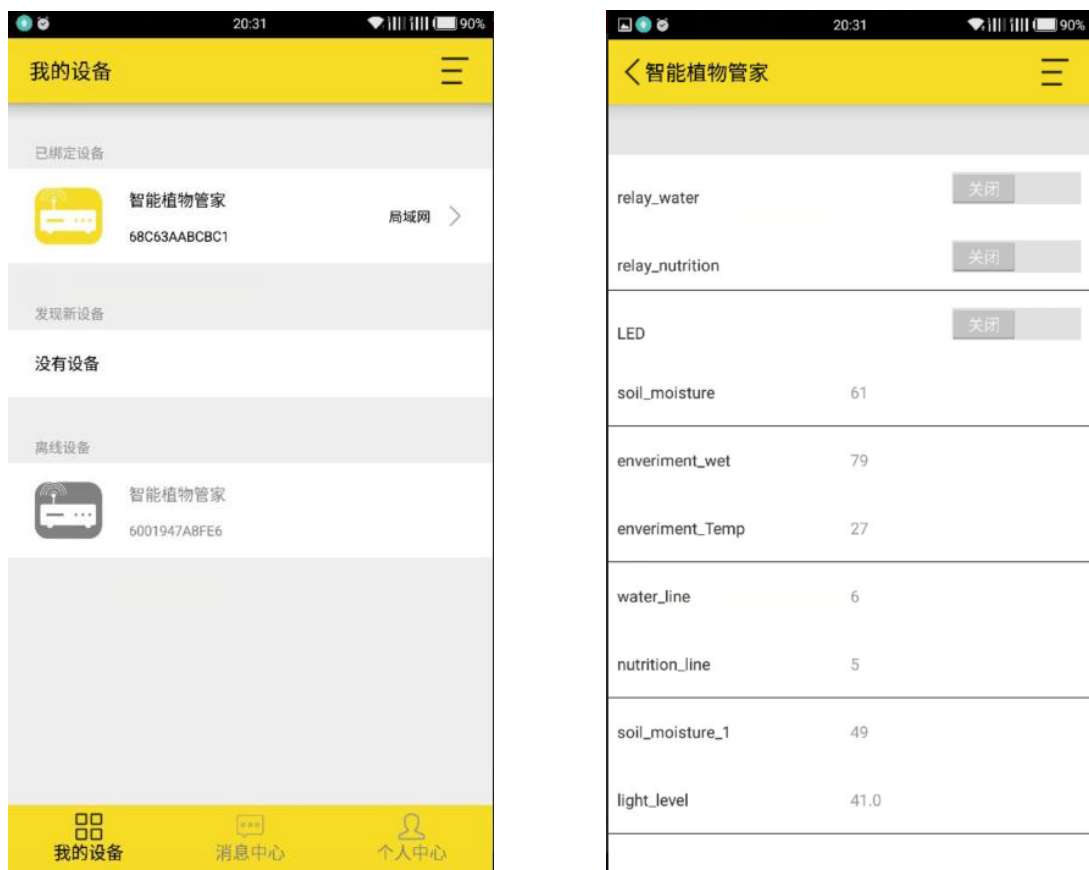 20:31
90%
我的设备
已绑定设备
智能植物管家
68C63AABCBC1
局域网
发现新设备
没有设备
离线设备
智能植物管家
6001947A8FE6
我的设备
消息中心
个人中心
20:31
90%
智能植物管家
relay_water
关闭
relay_nutrition
关闭
LED
关闭
soil_moisture 61
enveriment_wet 79
enveriment_Temp 27
water_line 6
nutrition_line 5
soil_moisture_1 49
light_level 41.0